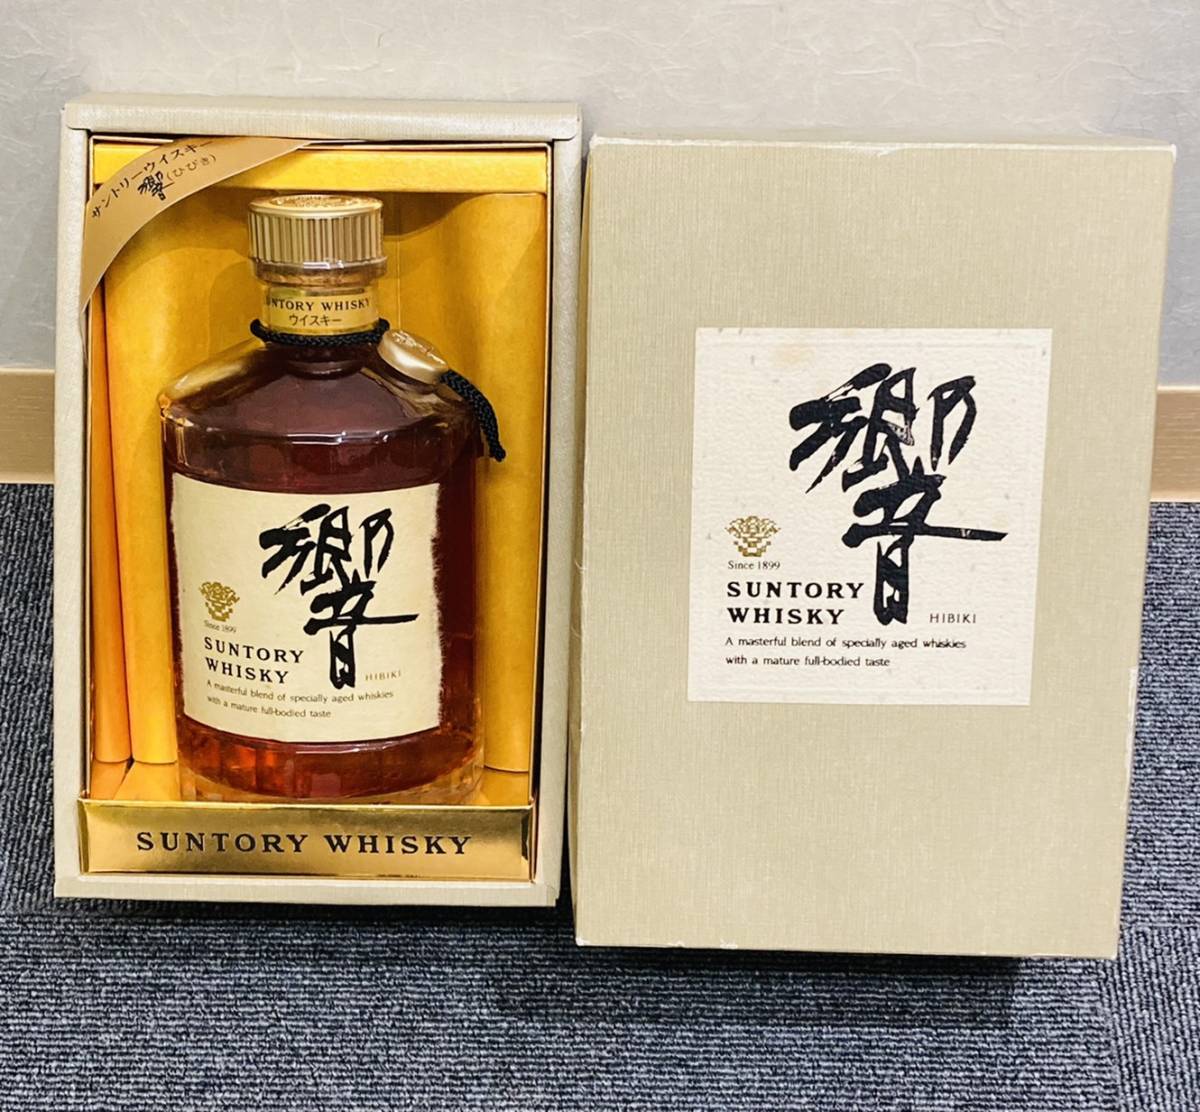 サントリーウイスキー
響(ひびき)
SUNTORY WHISKY
ウイスキー
響
Since 1899
SUNTORY
WHISKY
HIBIKI
A masterful blend of specially aged whiskies
with a mature full-bodied taste
SUNTORY WHISKY
響
Since 1899
SUNTORY
WHISKY
HIBIKI
A masterful blend of specially aged whiskies
with a mature full-bodied taste